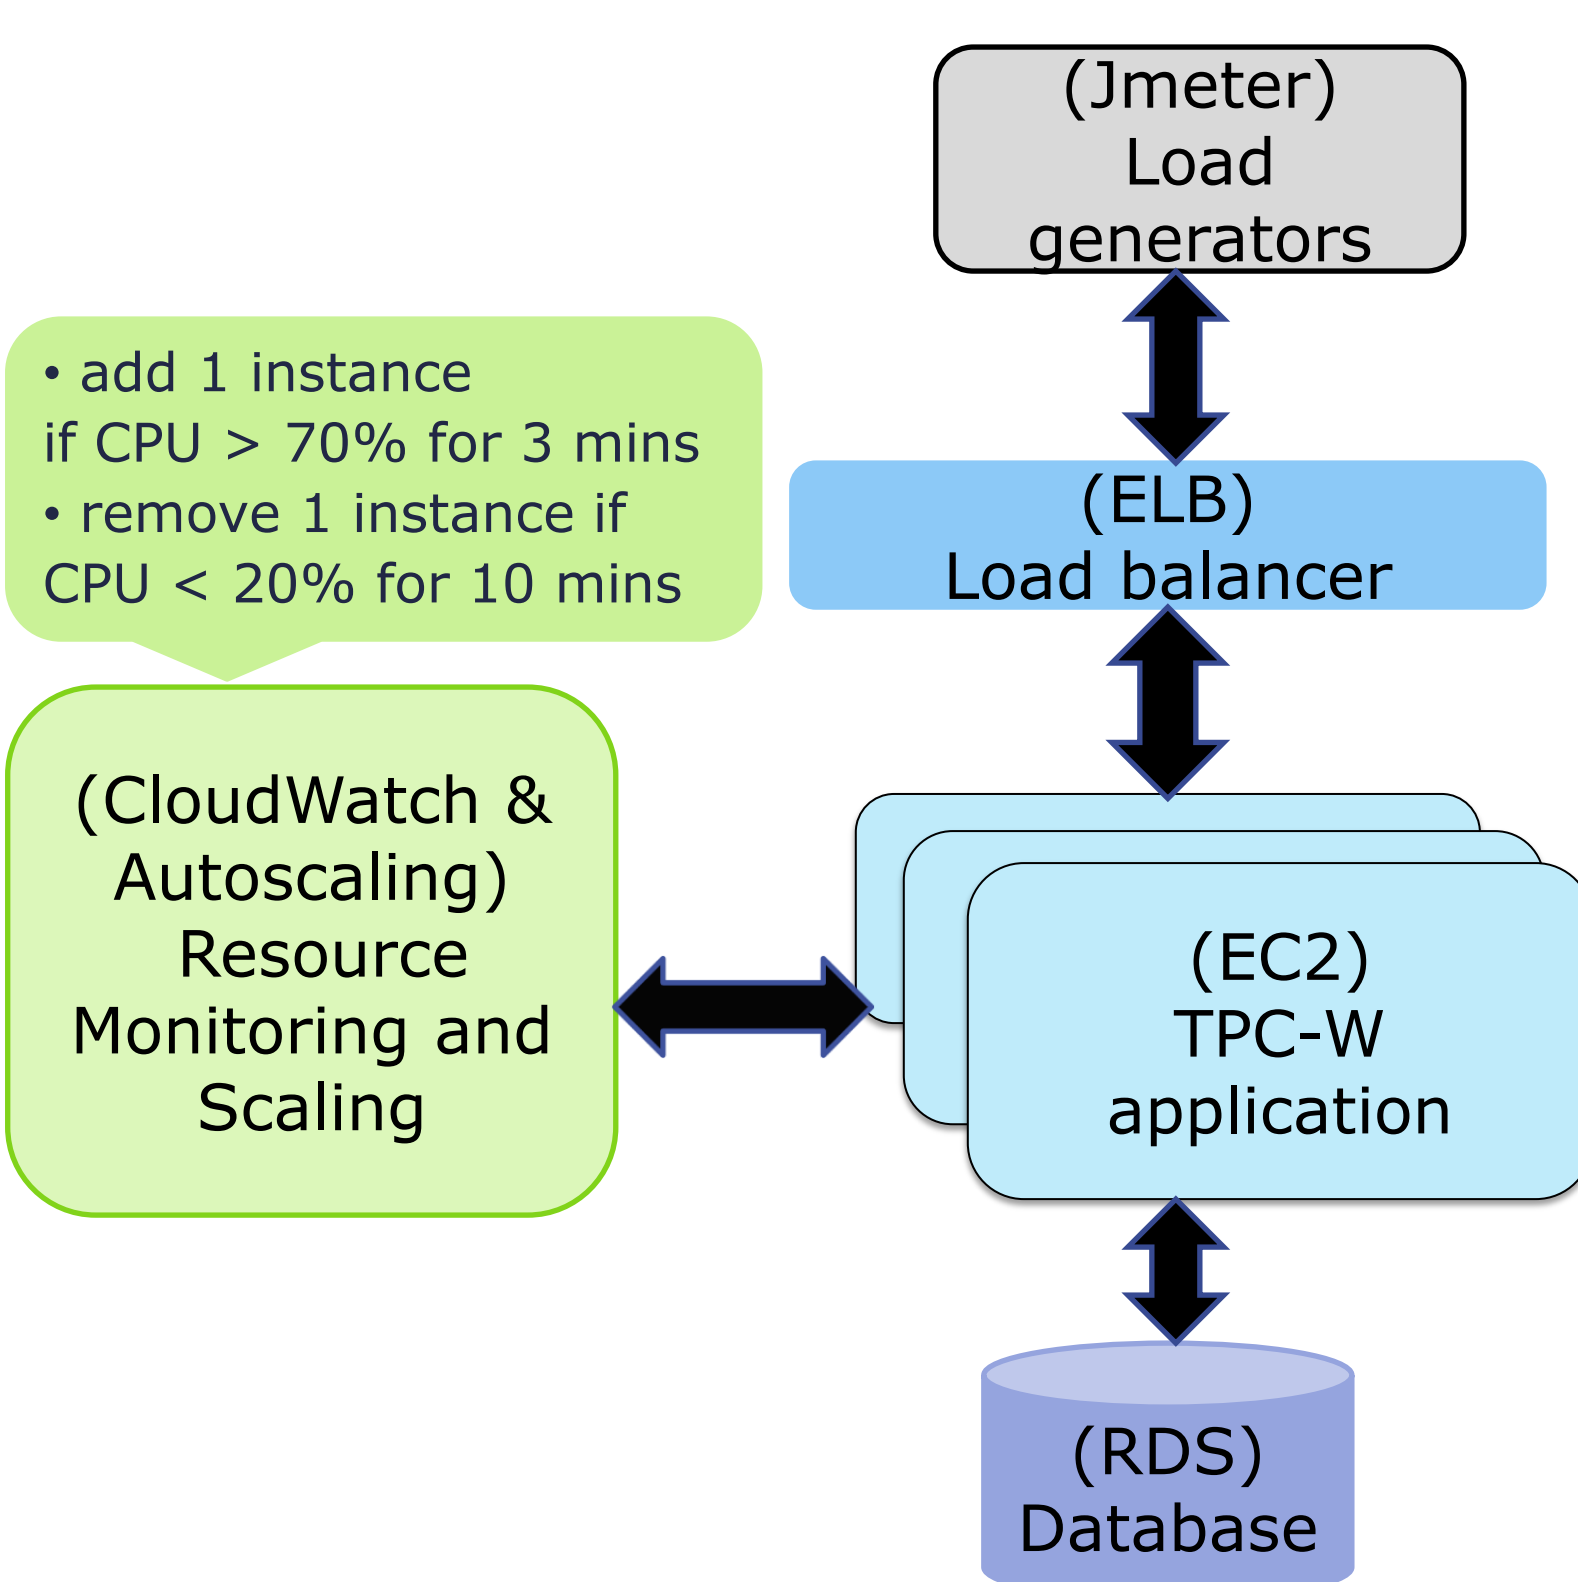 (Jmeter)
Load
generators
• add 1 instance
if CPU > 70% for 3 mins
• remove 1 instance if
CPU < 20% for 10 mins
(ELB)
Load balancer
(CloudWatch &
Autoscaling)
Resource
Monitoring and
Scaling
(EC2)
TPC-W
application
(RDS)
Database